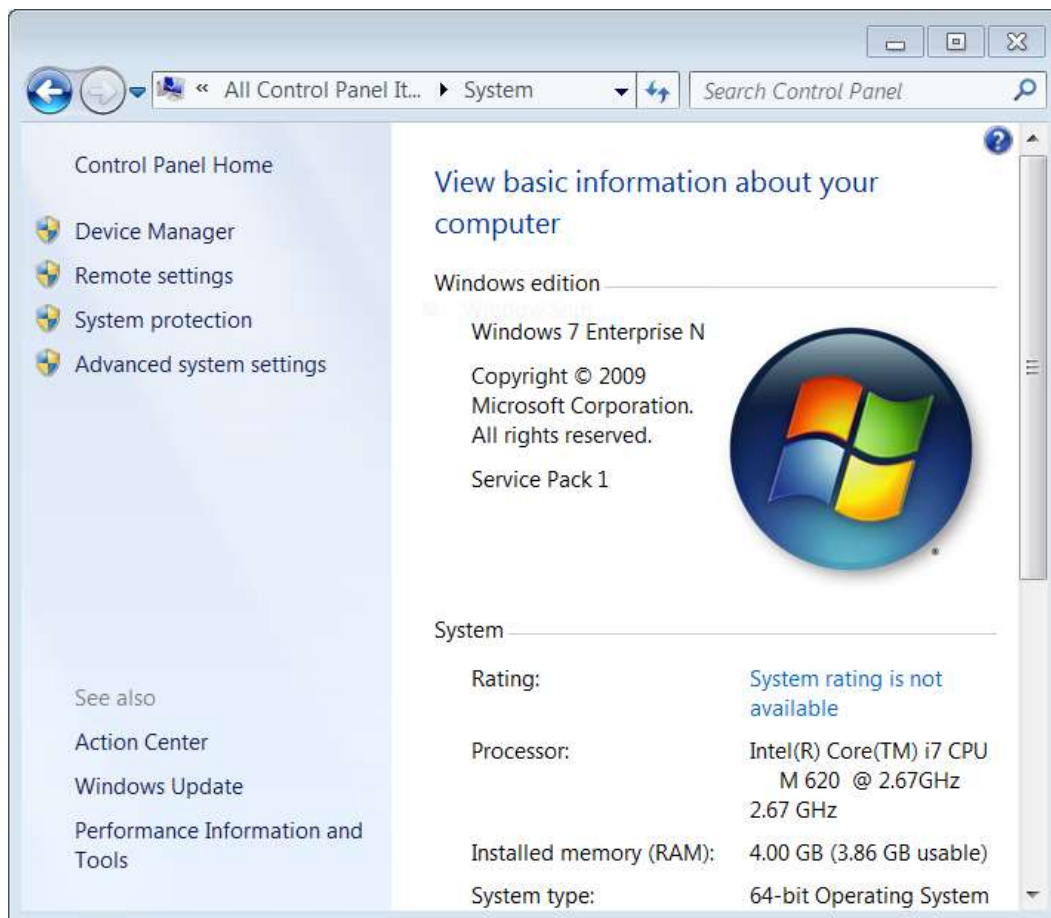 « All Control Panel It... System
Search Control Panel
Control Panel Home
Device Manager
Remote settings
System protection
Advanced system settings
See also
Action Center
Windows Update
Performance Information and
Tools
View basic information about your
computer
Windows edition
Windows 7 Enterprise N
Copyright © 2009
Microsoft Corporation.
All rights reserved.
Service Pack 1
System
Rating:
System rating is not
available
Processor:
Intel(R) Core(TM) i7 CPU
M 620 @ 2.67GHz
2.67 GHz
Installed memory (RAM):
4.00 GB (3.86 GB usable)
System type:
64-bit Operating System